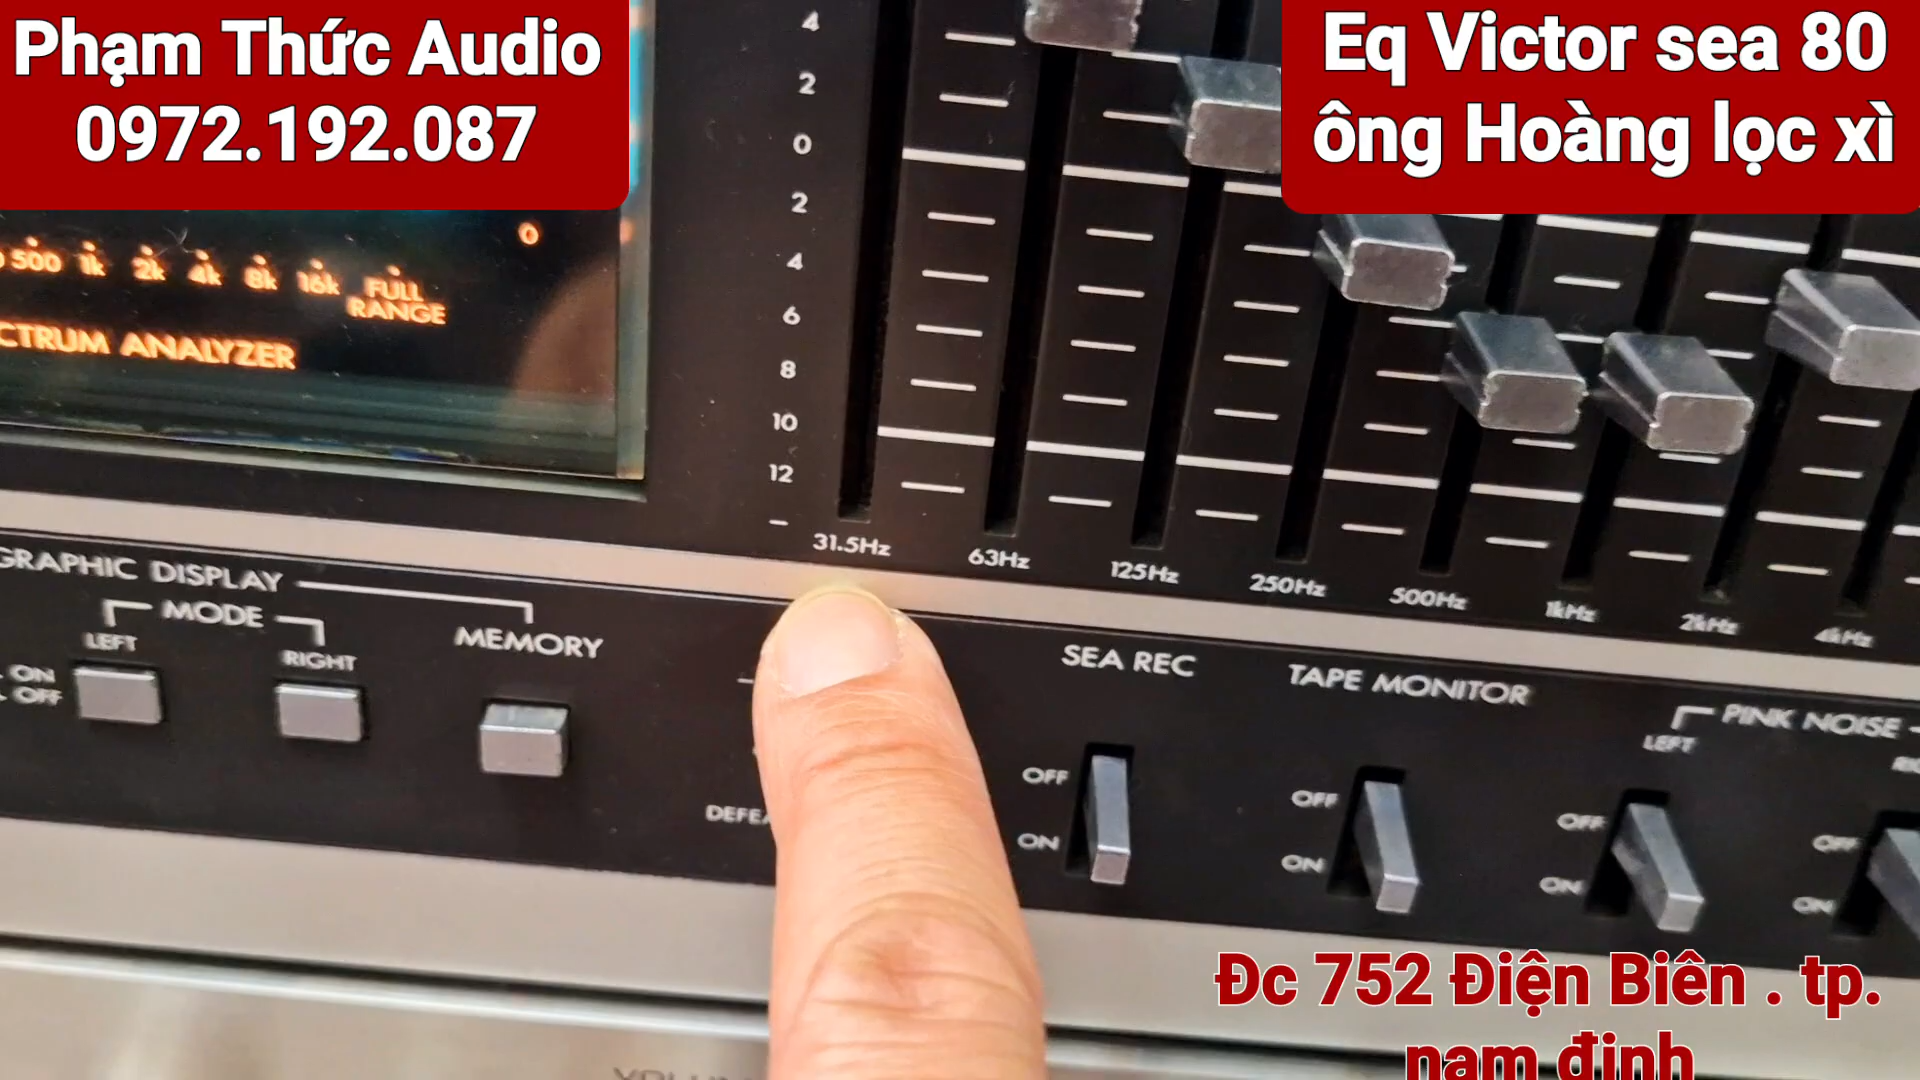 Phạm Thức Audio
0972.192.087
Eq Victor sea 80
ông Hoàng lọc xì
4
2
0
2
4
6
8
10
12
0
500 1k 2k 4k 8k 16k FULL
RANGE
ANALYZER
31.5Hz 63Hz 125Hz 250Hz 500Hz 1kHz 2kHz 4kHz
GRAPHIC DISPLAY
MODE
LEFT
RIGHT
MEMORY
ON
OFF
SEA REC
OFF
ON
TAPE MONITOR
OFF
ON
PINK NOISE
LEFT
OFF
ON
OFF
ON
Đc 752 Điện Biên . tp.
nam định